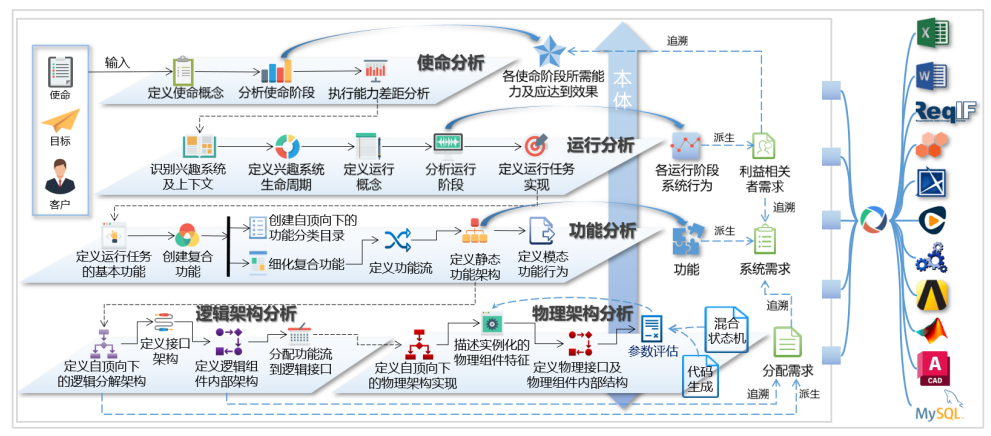 使命
目标
客户
输入
使命分析
定义使命概念
分析使命阶段
执行能力差距分析
各使命阶段所需能
力及应达到效果
追溯
本体
运行分析
识别兴趣系统
及上下文
定义兴趣系统
生命周期
定义运行
概念
分析运行
阶段
定义运行任务
实现
各运行阶段
系统行为
派生
利益相关
者需求
追溯
功能分析
定义运行任务
的基本功能
创建复合
功能
创建自顶向下的
功能分类目录
细化复合功能
定义功能流
定义静态
功能架构
定义模态
功能行为
功能
派生
系统需求
追溯
逻辑架构分析
定义自顶向下
的逻辑分解架构
定义接口
架构
定义逻辑组
件内部架构
分配功能流
到逻辑接口
物理架构分析
定义自顶向下
的物理架构实现
描述实例化的
物理组件特征
定义物理接口及
物理组件内部结构
参数评估
混合
状态机
代码
生成
分配需求
追溯
派生
X
W
ReqIF
A
CAD
MySQL